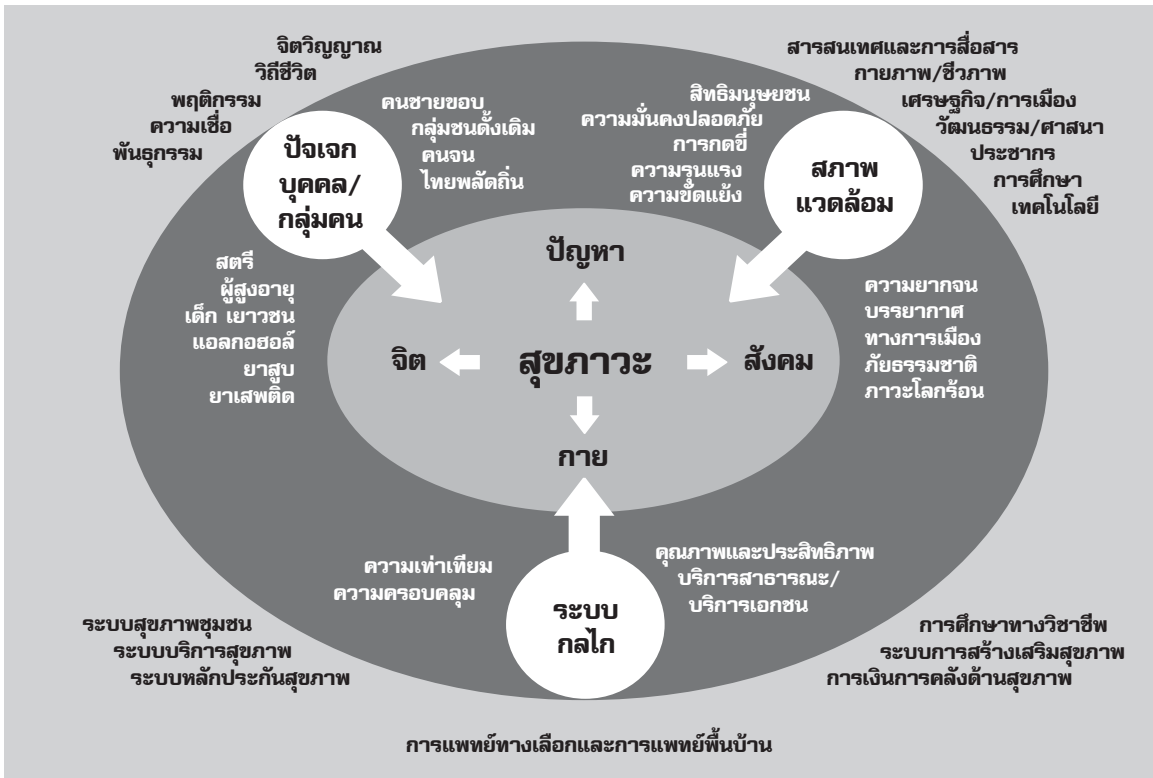 จิตวิญญาณ
วิถีชีวิต
พฤติกรรม
ความเชื่อ
พันธุกรรม
ปัจเจก
บุคคล/
กลุ่มคน
คนชายขอบ
กลุ่มชนดั้งเดิม
คนจน
ไทยพลัดถิ่น
สตรี
ผู้สูงอายุ
เด็ก เยาวชน
แอลกอฮอล์
ยาสูบ
ยาเสพติด
สารสนเทศและการสื่อสาร
กายภาพ/ชีวภาพ
เศรษฐกิจ/การเมือง
วัฒนธรรม/ศาสนา
ประชากร
การศึกษา
เทคโนโลยี
สิทธิมนุษยชน
ความมั่นคงปลอดภัย
การกดขี่
ความรุนแรง
ความขัดแย้ง
สภาพ
แวดล้อม
ความยากจน
บรรยากาศ
ทางการเมือง
ภัยธรรมชาติ
ภาวะโลกร้อน
ปัญหา
จิต
สุขภาวะ
สังคม
กาย
ความเท่าเทียม
ความครอบคลุม
ระบบ
กลไก
คุณภาพและประสิทธิภาพ
บริการสาธารณะ/
บริการเอกชน
ระบบสุขภาพชุมชน
ระบบบริการสุขภาพ
ระบบหลักประกันสุขภาพ
การศึกษาทางวิชาชีพ
ระบบการสร้างเสริมสุขภาพ
การเงินการคลังด้านสุขภาพ
การแพทย์ทางเลือกและการแพทย์พื้นบ้าน